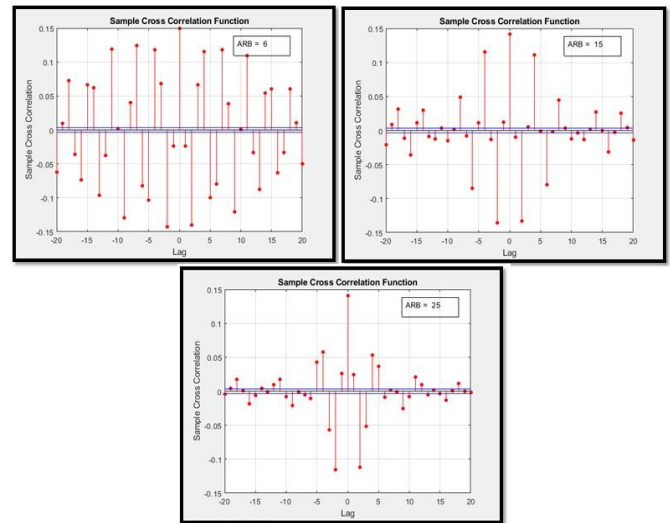 Sample Cross Correlation Function
ARB = 6
0.15
0.1
0.05
0
-0.05
-0.1
-0.15
-20 -15 -10 -5 0 5 10 15 20
Lag
Sample Cross Correlation
Sample Cross Correlation Function
ARB = 15
0.15
0.1
0.05
0
-0.05
-0.1
-0.15
-20 -15 -10 -5 0 5 10 15 20
Lag
Sample Cross Correlation
Sample Cross Correlation Function
ARB = 25
0.15
0.1
0.05
0
-0.05
-0.1
-0.15
-20 -15 -10 -5 0 5 10 15 20
Lag
Sample Cross Correlation